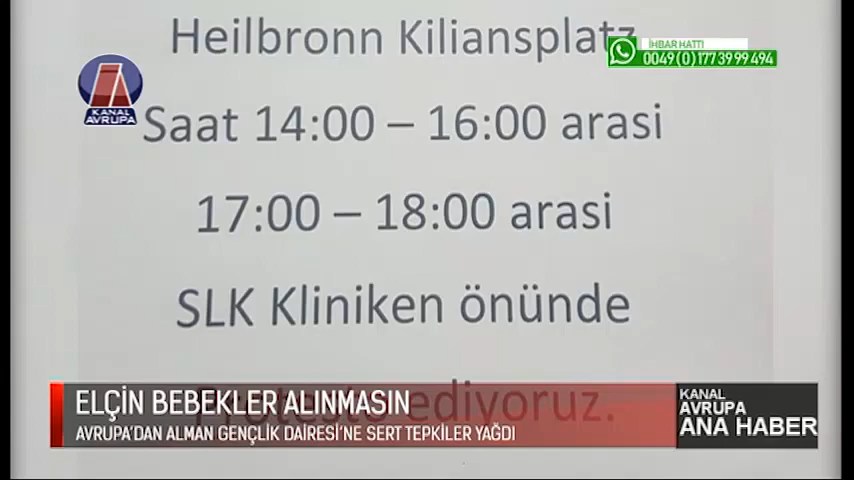 Heilbronn Kiliansplatz
İHBAR HATTI
0049 (0) 177 39 99 494
KANAL
AVRUPA
Saat 14:00 – 16:00 arasi
17:00 – 18:00 arasi
SLK Kliniken önünde
Protesto ediyoruz.
ELÇİN BEBEKLER ALINMASIN
AVRUPA'DAN ALMAN GENÇLİK DAİRESİ'NE SERT TEPKİLER YAĞDI
KANAL
AVRUPA
ANA HABER